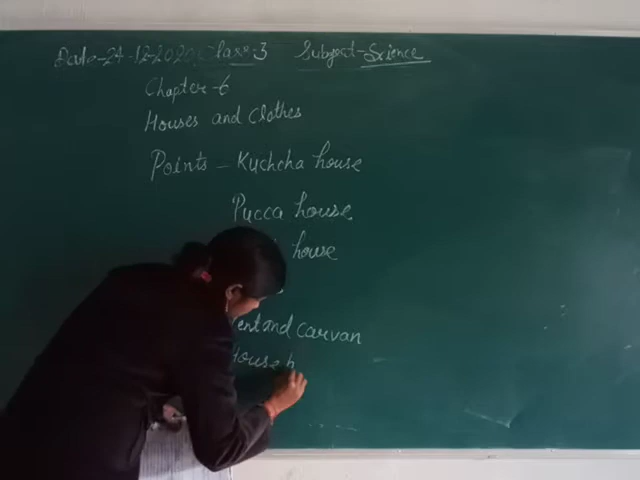 Date-24-12-2020 Class:3 Subject-Science
Chapter-6
Houses and Clothes
Points - Kuchcha house
Pucca house
house
and carvan
House